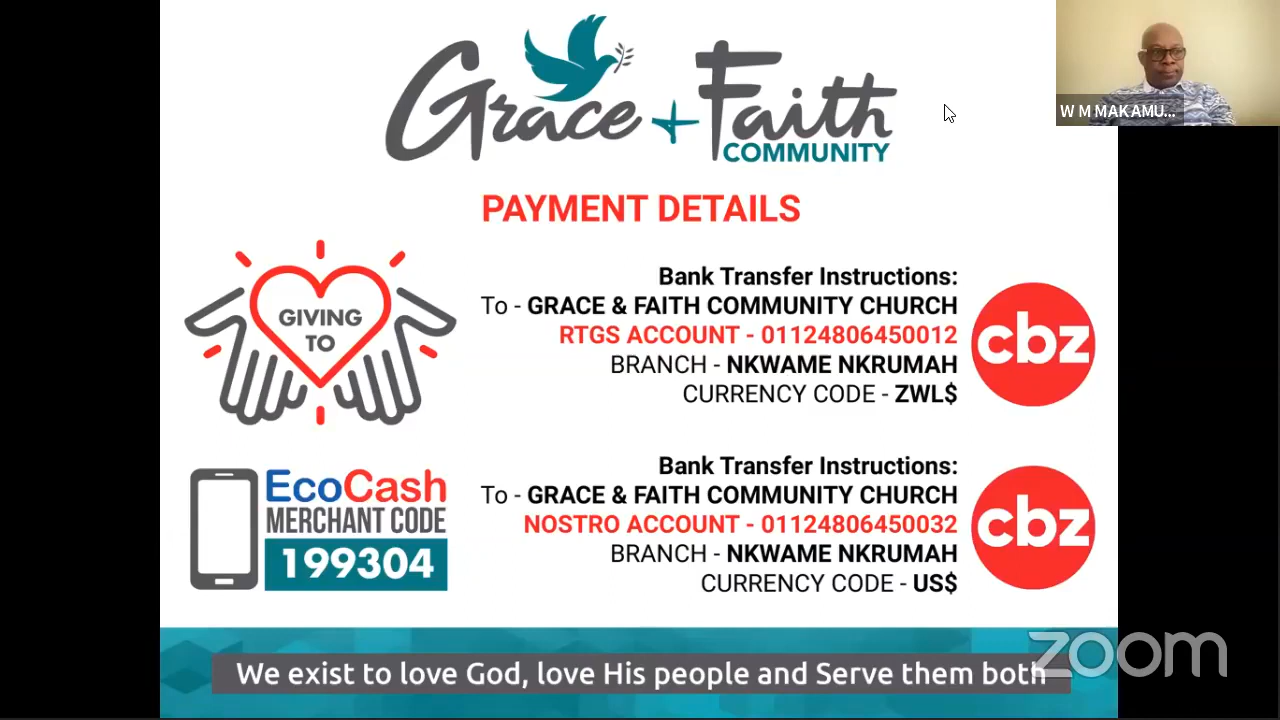 Grace + Faith
COMMUNITY
W M MAKAMU...
PAYMENT DETAILS
GIVING
TO
Bank Transfer Instructions:
To - GRACE & FAITH COMMUNITY CHURCH
RTGS ACCOUNT - 01124806450012
BRANCH - NKWAME NKRUMAH
CURRENCY CODE - ZWL$
cbz
EcoCash
MERCHANT CODE
199304
Bank Transfer Instructions:
To - GRACE & FAITH COMMUNITY CHURCH
NOSTRO ACCOUNT - 01124806450032
BRANCH - NKWAME NKRUMAH
CURRENCY CODE - US$
cbz
We exist to love God, love His people and Serve them both
zoom